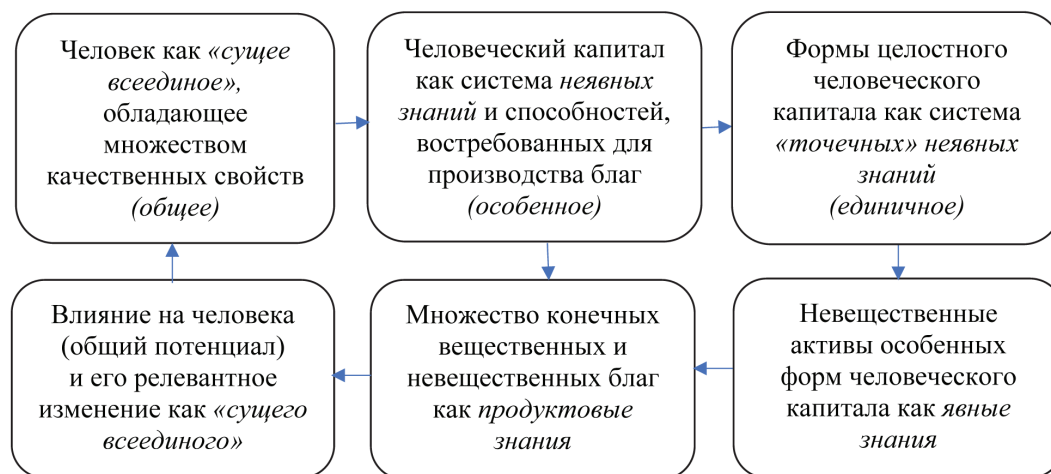 Человек как «сущее
всеединое»,
обладающее
множеством
качественных свойств
(общее)
Человеческий капитал
как система неявных
знаний и способностей,
востребованных для
производства благ
(особенное)
Формы целостного
человеческого
капитала как система
«точечных» неявных
знаний
(единичное)
Влияние на человека
(общий потенциал)
и его релевантное
изменение как «сущего
всеединого»
Множество конечных
вещественных и
невещественных благ
как продуктовые
знания
Невещественные
активы особенных
форм человеческого
капитала как явные
знания